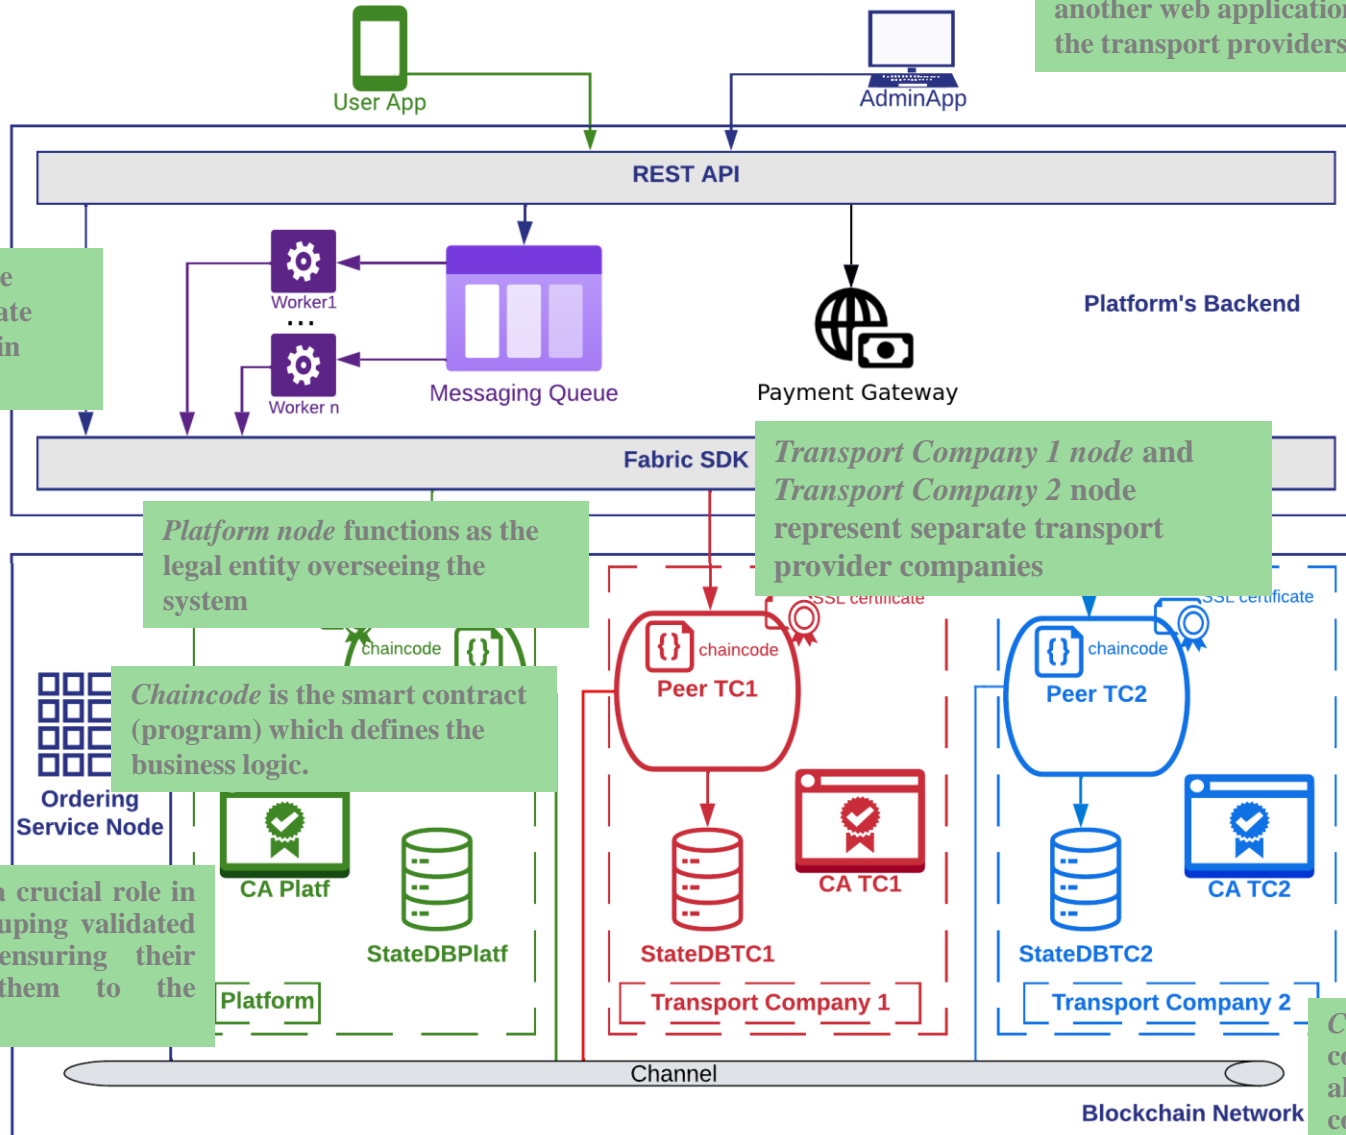 another web application
the transport providers
User App
AdminApp
REST API
Worker1
...
Worker n
Messaging Queue
Payment Gateway
Platform's Backend
in
Fabric SDK
Transport Company 1 node and
Transport Company 2 node
represent separate transport
provider companies
Platform node functions as the
legal entity overseeing the
system
SSL certificate
SSL certificate
chaincode
{}
{}
chaincode
{}
chaincode
Peer TC1
Peer TC2
Chaincode is the smart contract
(program) which defines the
business logic.
Ordering
Service Node
CA Platf
CA TC1
CA TC2
a crucial role in
validated
ensuring their
them to the
StateDBPlatf
StateDBTC1
StateDBTC2
Platform
Transport Company 1
Transport Company 2
Channel
Blockchain Network